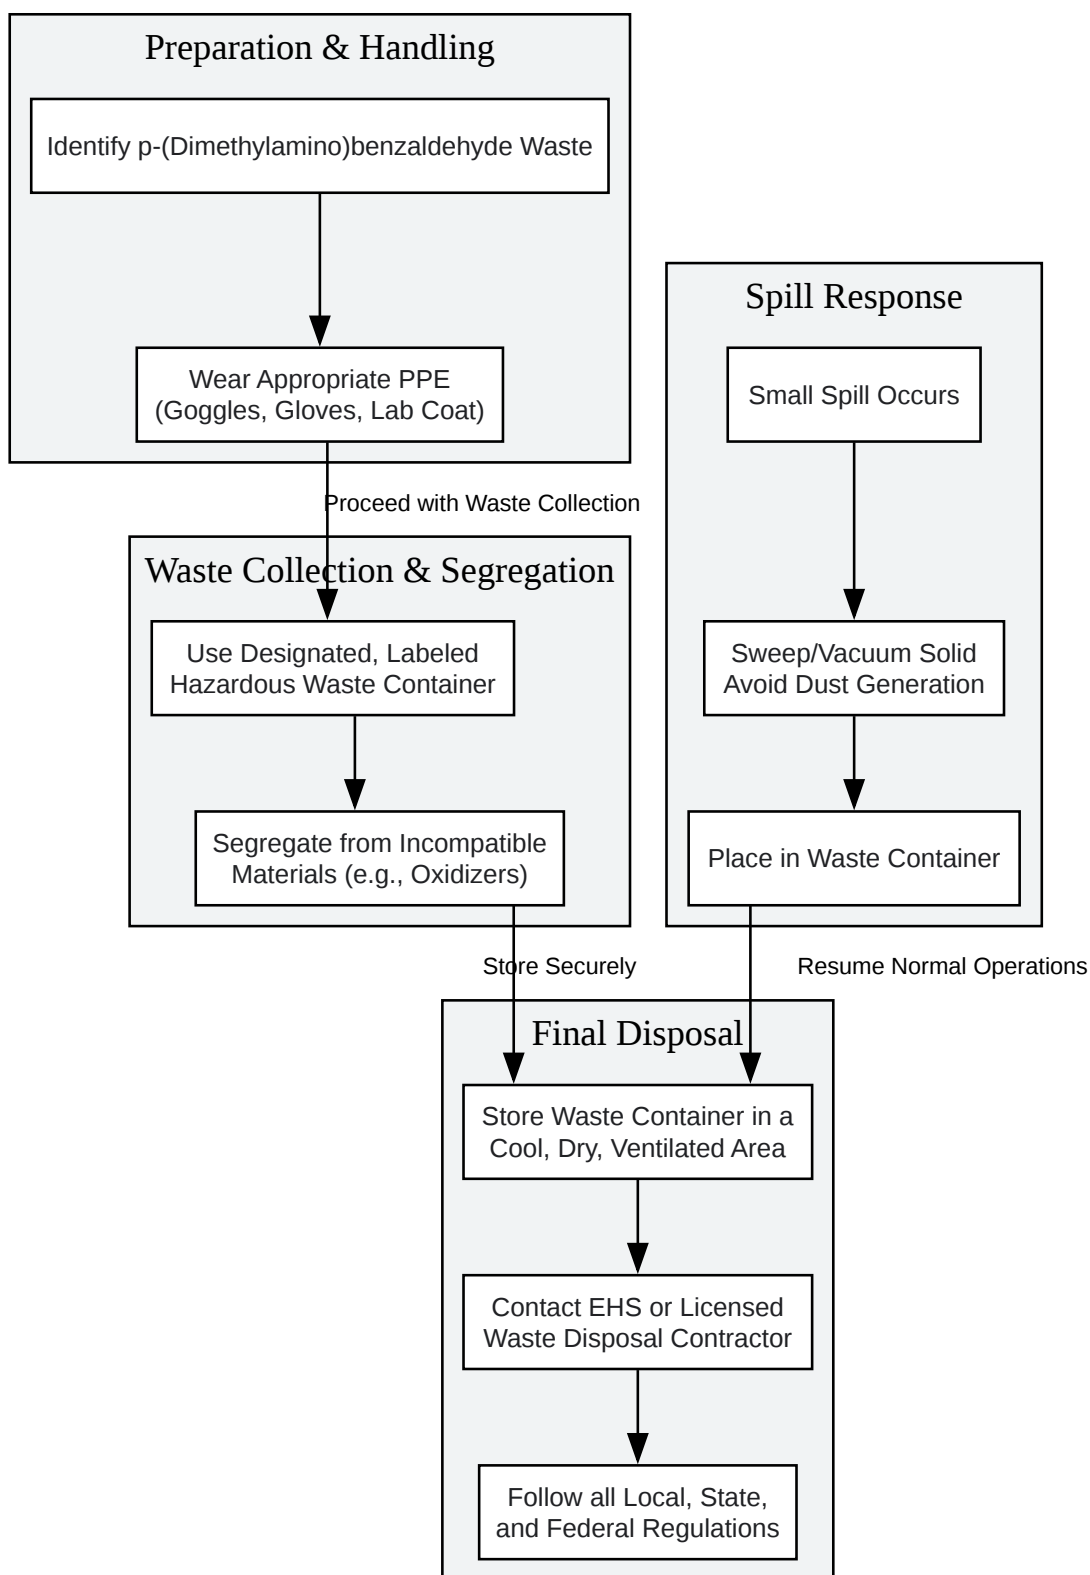 Preparation & Handling
Identify p-(Dimethylamino)benzaldehyde Waste
Wear Appropriate PPE
(Goggles, Gloves, Lab Coat)
Proceed with Waste Collection
Waste Collection & Segregation
Use Designated, Labeled
Hazardous Waste Container
Segregate from Incompatible
Materials (e.g., Oxidizers)
Store Securely
Spill Response
Small Spill Occurs
Sweep/Vacuum Solid
Avoid Dust Generation
Place in Waste Container
Resume Normal Operations
Final Disposal
Store Waste Container in a
Cool, Dry, Ventilated Area
Contact EHS or Licensed
Waste Disposal Contractor
Follow all Local, State,
and Federal Regulations